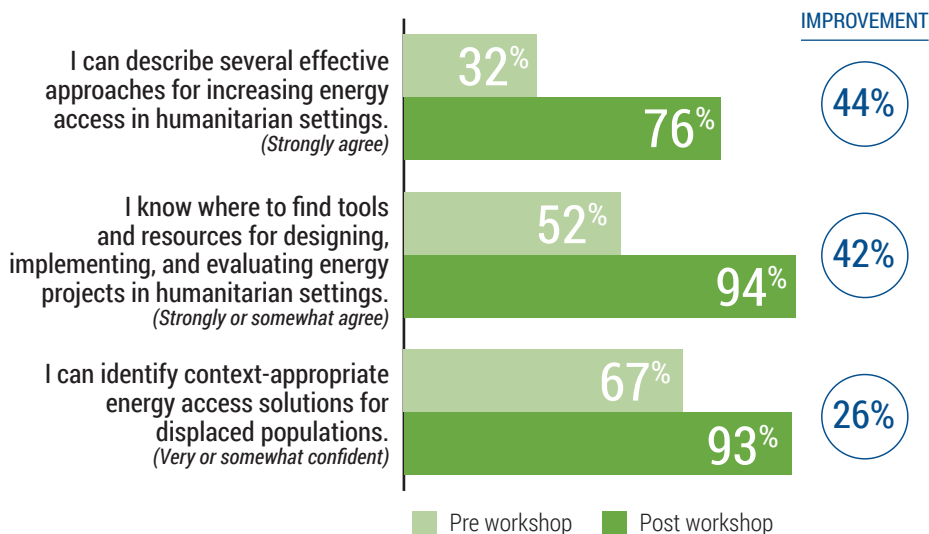 IMPROVEMENT
I can describe several effective
approaches for increasing energy
access in humanitarian settings.
(Strongly agree)
32%
76%
44%
I know where to find tools
and resources for designing,
implementing, and evaluating energy
projects in humanitarian settings.
(Strongly or somewhat agree)
52%
94%
42%
I can identify context-appropriate
energy access solutions for
displaced populations.
(Very or somewhat confident)
67%
93%
26%
Pre workshop
Post workshop